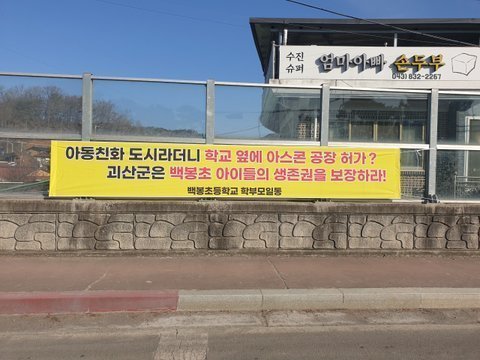 수진
슈퍼
엄마·아빠 손두부
043) 832-2267
아동친화 도시라더니 학교 옆에 아스콘 공장 허가?
괴산군은 백봉초 아이들의 생존권을 보장하라!
백봉초등학교 학부모일동